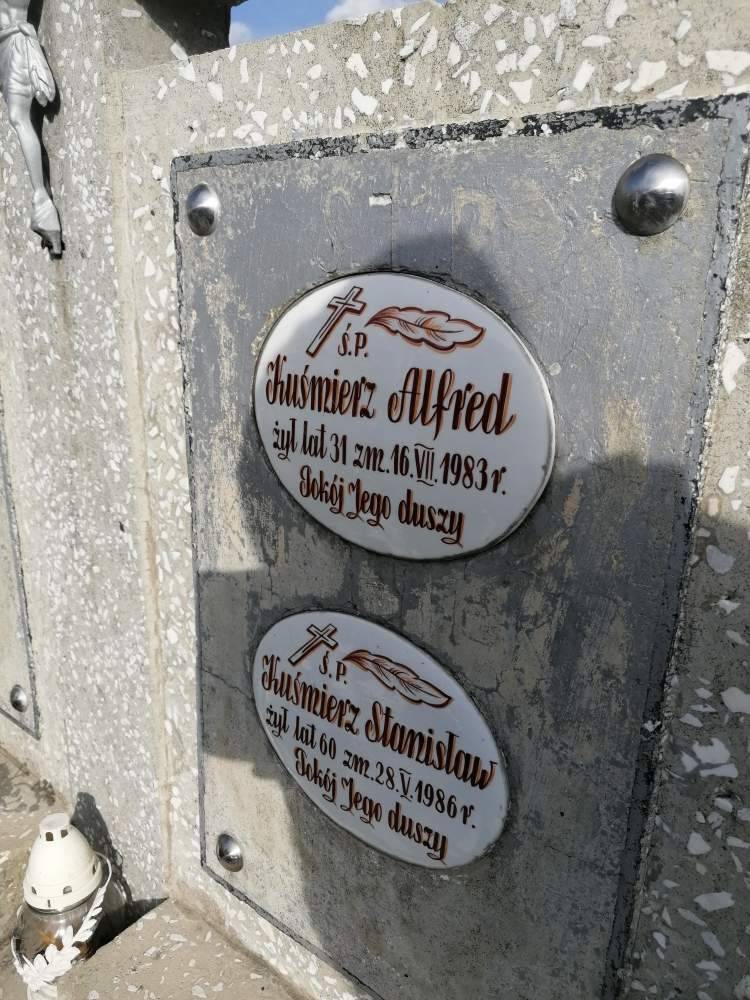 Ś.P.
Kuśmierz Alfred
żył lat 31 zm. 16.VII.1983 r.
Pokój Jego duszy
Ś.P.
Kuśmierz Stanisław
żył lat 60 zm. 28.V.1986 r.
Pokój Jego duszy